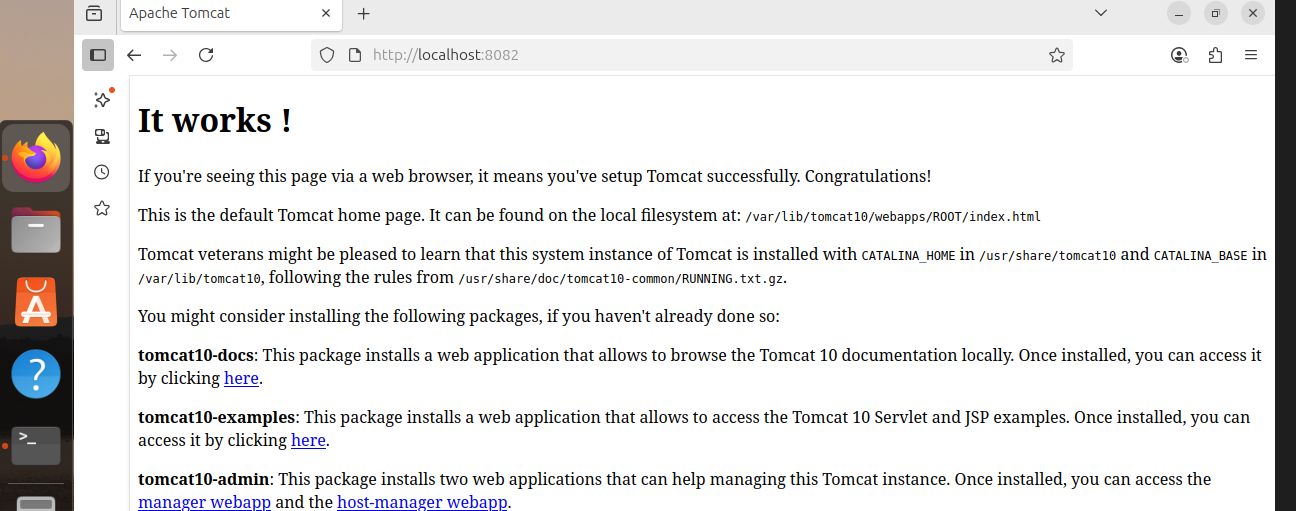 Apache Tomcat
http://localhost:8082
It works !
If you're seeing this page via a web browser, it means you've setup Tomcat successfully. Congratulations!
This is the default Tomcat home page. It can be found on the local filesystem at: /var/lib/tomcat10/webapps/ROOT/index.html
Tomcat veterans might be pleased to learn that this system instance of Tomcat is installed with CATALINA_HOME in /usr/share/tomcat10 and CATALINA_BASE in
/var/lib/tomcat10, following the rules from /usr/share/doc/tomcat10-common/RUNNING.txt.gz.
You might consider installing the following packages, if you haven't already done so:
tomcat10-docs: This package installs a web application that allows to browse the Tomcat 10 documentation locally. Once installed, you can access it
by clicking here.
tomcat10-examples: This package installs a web application that allows to access the Tomcat 10 Servlet and JSP examples. Once installed, you can
access it by clicking here.
tomcat10-admin: This package installs two web applications that can help managing this Tomcat instance. Once installed, you can access the
manager webapp and the host-manager webapp.